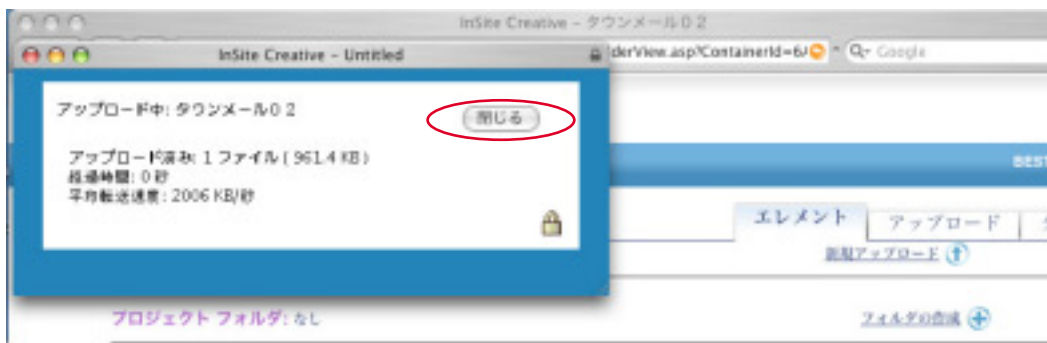 InSite Creative – タウンメール０２
InSite Creative – Untitled
derView.asp?ContainerId=6J
Q- Google
アップロード中: タウンメール０２
閉じる
アップロード済み: 1 ファイル ( 961.4 KB )
経過時間: 0 秒
平均転送速度: 2006 KB/秒
BEST
エレメント
アップロード
新規アップロード
プロジェクト フォルダ: なし
フォルダの作成